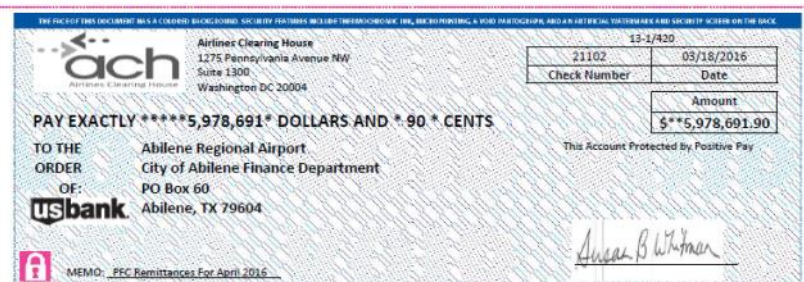 THE FACE OF THIS DOCUMENT HAS A COLORED BACKGROUND. SECURITY FEATURES INCLUDE THERMOCHROMIC INK, MICRO PRINTING, A VOID PANTOGRAPH, AND AN ARTIFICIAL WATERMARK AND SECURITY SCREEN ON THE BACK.
ach
Airlines Clearing House
Airlines Clearing House
1275 Pennsylvania Avenue NW
Suite 1300
Washington DC 20004
13-1/420
21102 03/18/2016
Check Number Date
Amount
$**5,978,691.90
PAY EXACTLY *****5,978,691* DOLLARS AND * 90 * CENTS
This Account Protected by Positive Pay
TO THE ORDER OF:
Abilene Regional Airport
City of Abilene Finance Department
PO Box 60
Abilene, TX 79604
usbank
Susan B Whitman
MEMO: PFC Remittances For April 2016